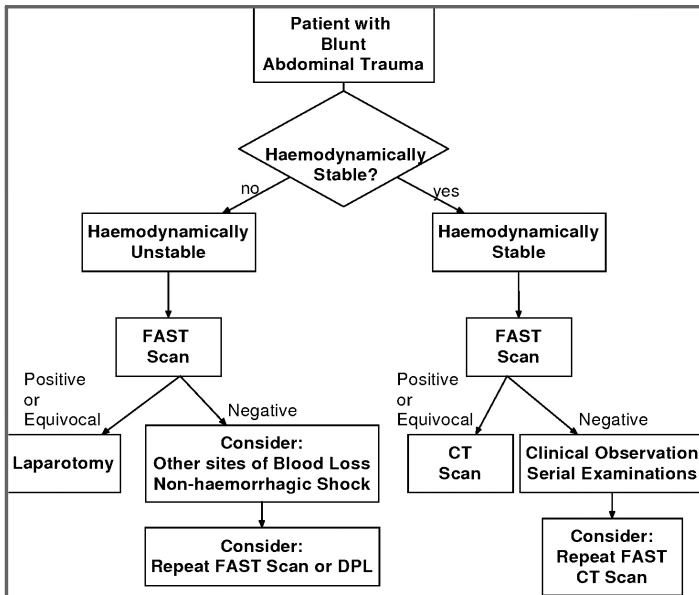 Patient with
Blunt
Abdominal Trauma
Haemodynamically
Stable?
no
yes
Haemodynamically
Unstable
Haemodynamically
Stable
FAST
Scan
FAST
Scan
Positive
or
Equivocal
Negative
Positive
or
Equivocal
Negative
Laparotomy
Consider:
Other sites of Blood Loss
Non-haemorrhagic Shock
CT
Scan
Clinical Observation
Serial Examinations
Consider:
Repeat FAST Scan or DPL
Consider:
Repeat FAST
CT Scan